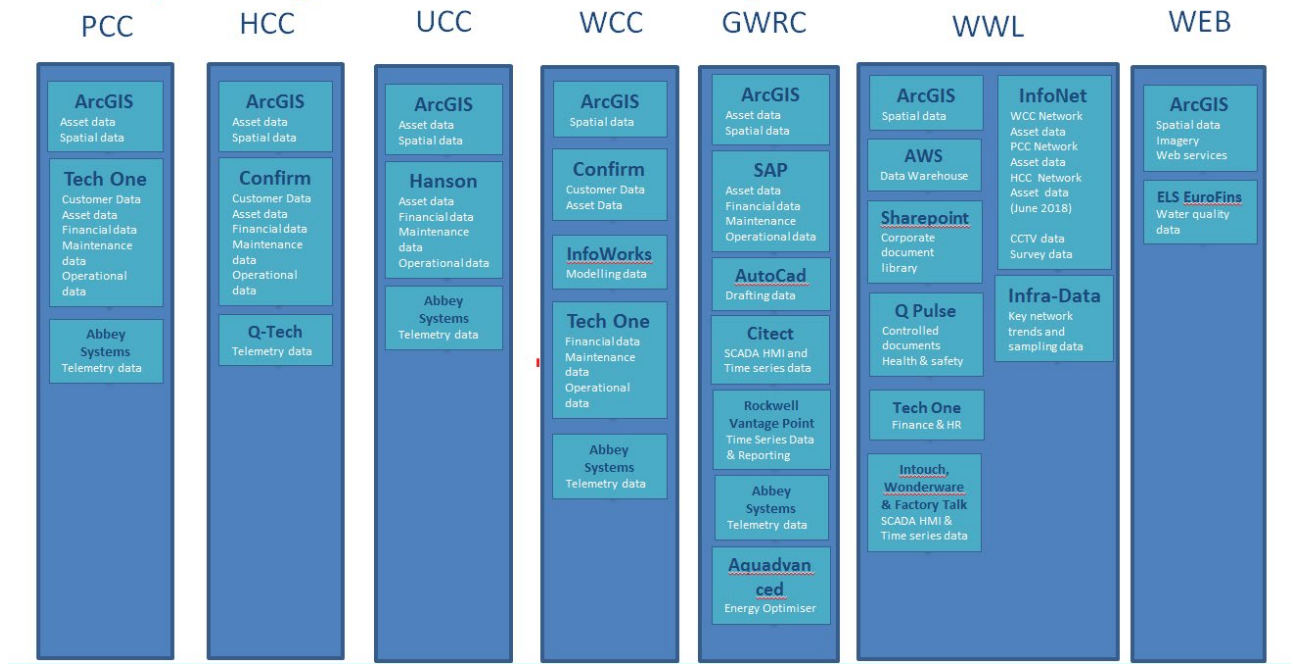 PCC
HCC
UCC
WCC
GWRC
WWL
WEB
ArcGIS
Asset data
Spatial data
Tech One
Customer Data
Asset data
Financial data
Maintenance
data
Operational
data
Abbey
Systems
Telemetry data
ArcGIS
Asset data
Spatial data
Confirm
Customer Data
Asset data
Financial data
Maintenance
data
Operational
data
Q-Tech
Telemetry data
ArcGIS
Asset data
Spatial data
Hanson
Asset data
Financial data
Maintenance
data
Operational data
Abbey
Systems
Telemetry data
ArcGIS
Spatial data
Confirm
Customer Data
Asset Data
InfoWorks
Modelling data
Tech One
Financial data
Maintenance
data
Operational
data
Abbey
Systems
Telemetry data
ArcGIS
Asset data
Spatial data
SAP
Asset data
Financial data
Maintenance
Operational data
AutoCad
Drafting data
Citect
SCADA HMI and
Time series data
Rockwell
Vantage Point
Time Series Data
& Reporting
Abbey
Systems
Telemetry data
Aquadvan
ced
Energy Optimiser
ArcGIS
Spatial data
AWS
Data Warehouse
Sharepoint
Corporate
document
library
Q Pulse
Controlled
documents
Health & safety
Tech One
Finance & HR
Intouch,
Wonderware
& Factory Talk
SCADA HMI &
Time series data
InfoNet
WCC Network
Asset data
PCC Network
Asset data
HCC Network
Asset data
(June 2018)
CCTV data
Survey data
Infra-Data
Key network
trends and
sampling data
ArcGIS
Spatial data
Imagery
Web services
ELS EuroFins
Water quality
data